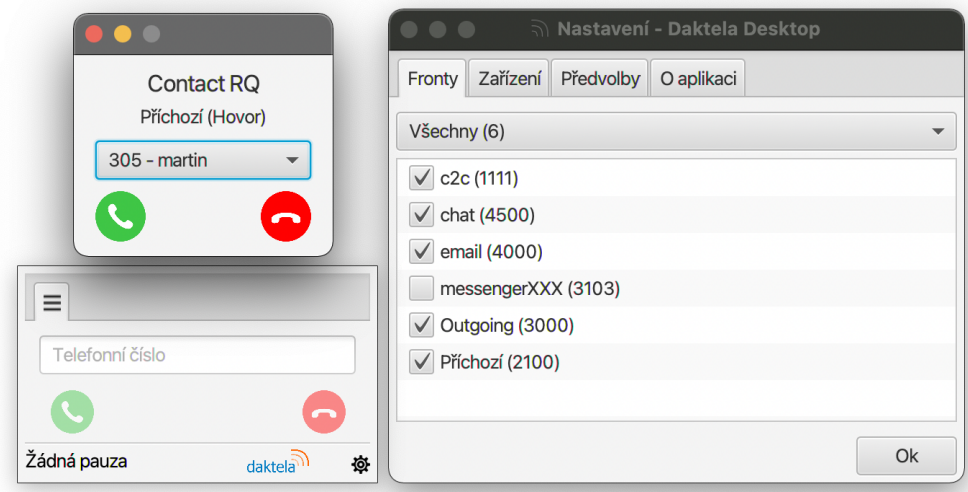 Contact RQ
Příchozí (Hovor)
305 - martin
Telefonní číslo
Žádná pauza
daktela
Nastavení - Daktela Desktop
Fronty
Zařízení
Předvolby
O aplikaci
Všechny (6)
c2c (1111)
chat (4500)
email (4000)
messengerXXX (3103)
Outgoing (3000)
Příchozí (2100)
Ok